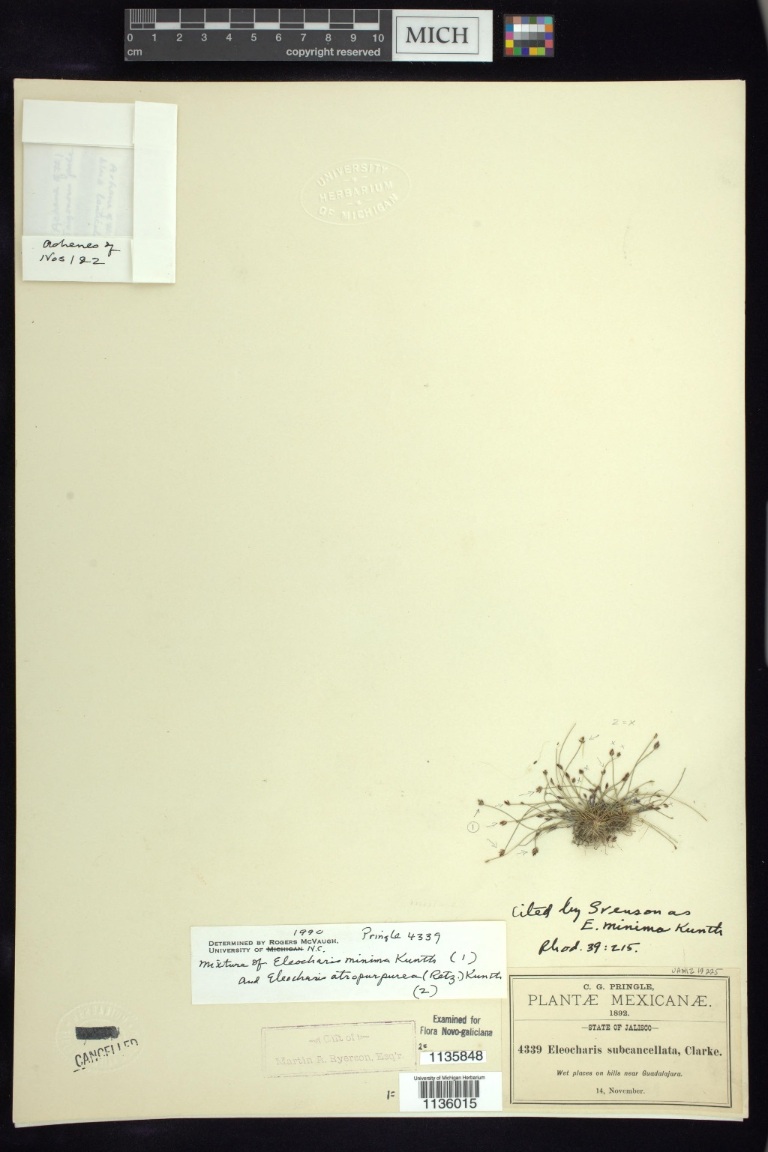 0 1 2 3 4 5 6 7 8 9 10
cm
copyright reserved
MICH
UNIVERSITY
HERBARIUM
OF MICHIGAN
achenes of
Nos 1 & 2
2 = x
1
Cited by Svenson as
E. minima Kunth
Rhod. 39:215.
1990 Pringle 4339
DETERMINED BY ROGERS MCVAUGH,
UNIVERSITY OF MICHIGAN N.C.
Mixture of Eleocharis minima Kunth (1)
and Eleocharis atropurpurea (Retz.) Kunth
(2)
C. G. PRINGLE,
PLANTÆ MEXICANÆ.
1892.
—STATE OF JALISCO—
4339 Eleocharis subcancellata, Clarke.
Wet places on hills near Guadalajara.
14, November.
CANCELLED
—a Gift of—
Martin A. Ryerson, Esq'r.
Examined for
Flora Novo-galiciana
2=
1135848
University of Michigan Herbarium
1=
1136015